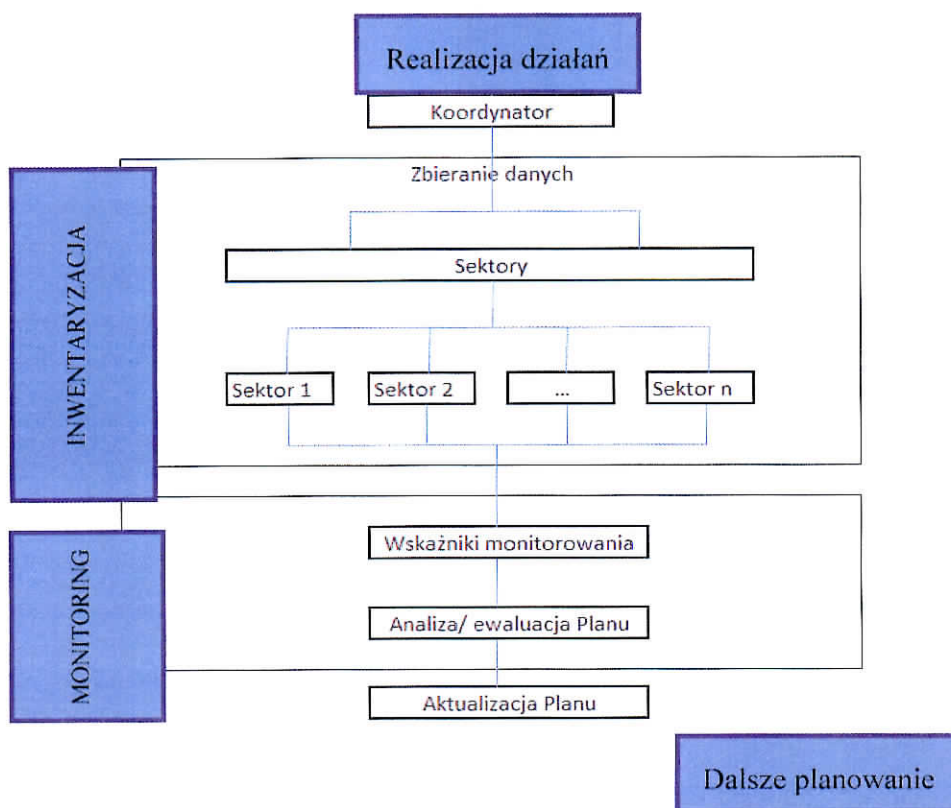 Realizacja działań
Koordynator
Zbieranie danych
INWENTARYZACJA
Sektory
Sektor 1
Sektor 2
...
Sektor n
MONITORING
Wskaźniki monitorowania
Analiza/ ewaluacja Planu
Aktualizacja Planu
Dalsze planowanie